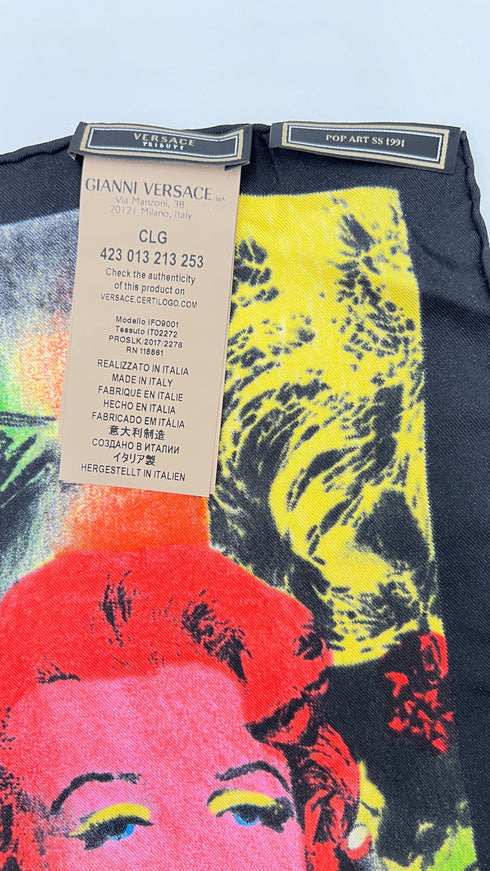 VERSACE
TRIBUTE
POP ART SS 1991
GIANNI VERSACE SpA
Via Manzoni, 38
20121 Milano, Italy
CLG
423 013 213 253
Check the authenticity
of this product on
VERSACE.CERTILOGO.COM
Modello IFO9001
Tessuto IT02272
PROSLK/2017/2276
RN 118861
REALIZZATO IN ITALIA
MADE IN ITALY
FABRIQUÉ EN ITALIE
HECHO EN ITALIA
FABRICADO EM ITÁLIA
意大利制造
СОЗДАНО В ИТАЛИИ
イタリア製
HERGESTELLT IN ITALIEN